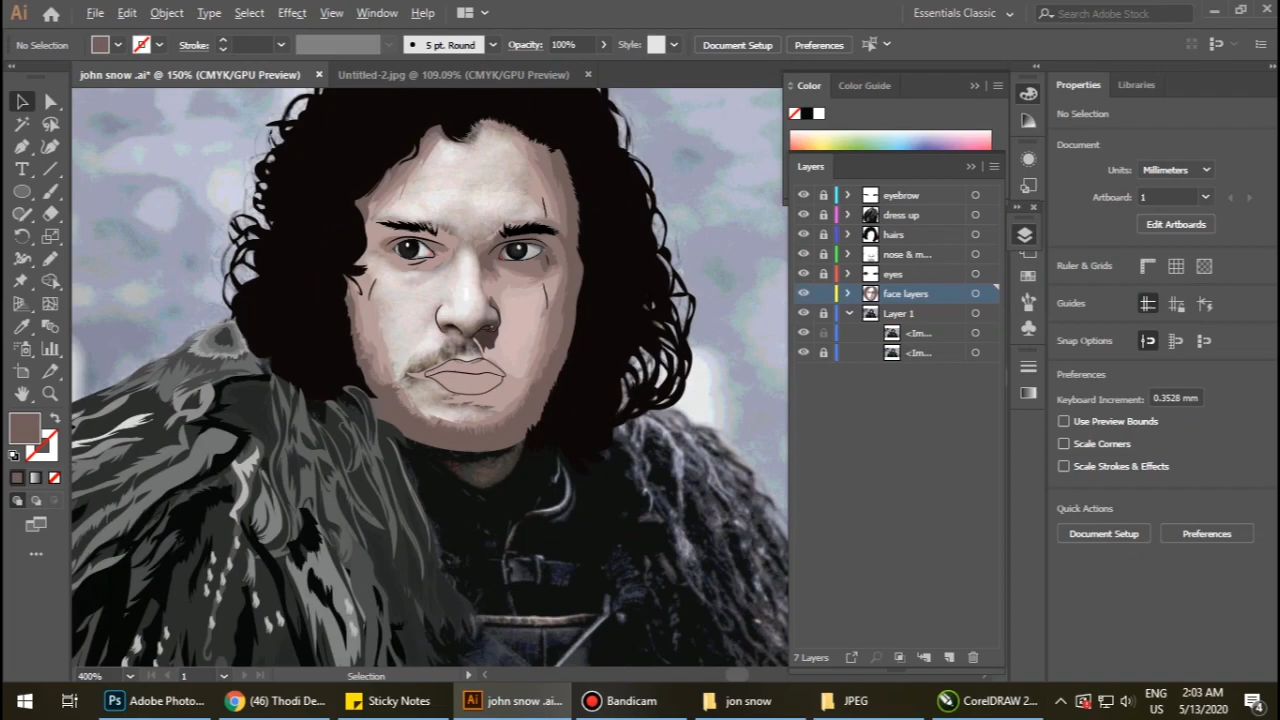 Ai File Edit Object Type Select Effect View Window Help Essentials Classic Search Adobe Stock
No Selection Stroke: 5 pt. Round Opacity: 100% Style: Document Setup Preferences
john snow .ai* @ 150% (CMYK/GPU Preview) × Untitled-2.jpg @ 109.09% (CMYK/GPU Preview) ×
Color Color Guide
Layers
eyebrow
dress up
hairs
nose & m...
eyes
face layers
Layer 1
<Im...
<Im...
7 Layers
Properties Libraries
No Selection
Document
Units: Millimeters
Artboard: 1
Edit Artboards
Ruler & Grids
Guides
Snap Options
Preferences
Keyboard Increment: 0.3528 mm
Use Preview Bounds
Scale Corners
Scale Strokes & Effects
Quick Actions
Document Setup Preferences
400% 1 Selection
Ps Adobe Photo... (46) Thodi De... Sticky Notes Ai john snow .ai... Bandicam jon snow JPEG CorelDRAW 2... ENG US 2:03 AM 5/13/2020 4